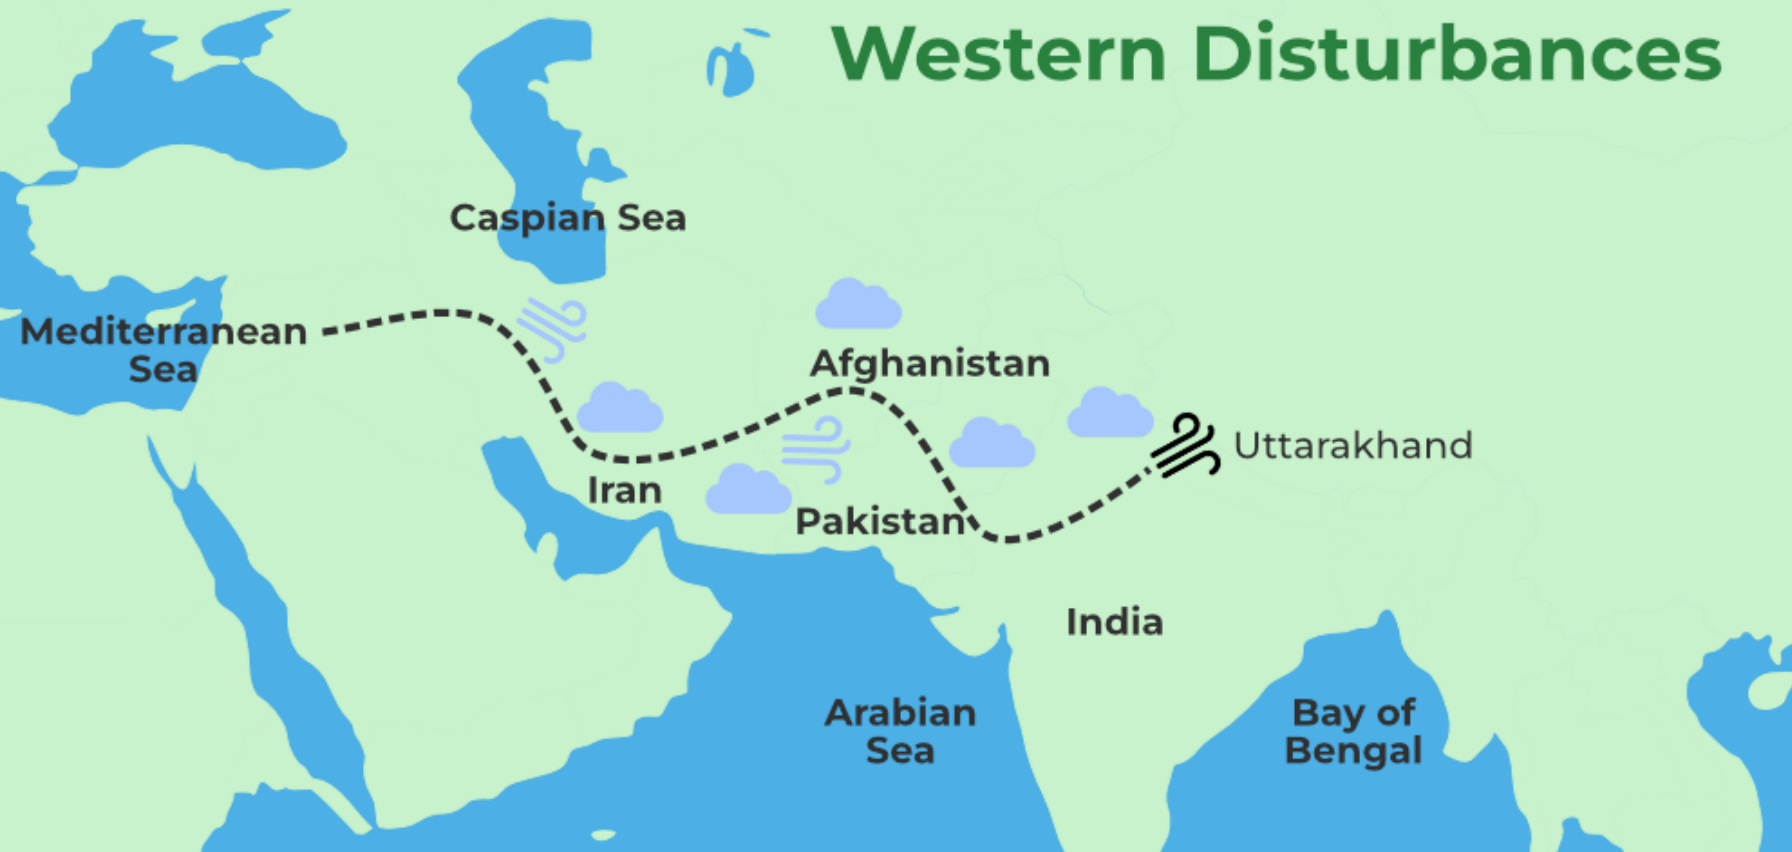 Western Disturbances
Caspian Sea
Mediterranean
Sea
Afghanistan
Uttarakhand
Iran
Pakistan
India
Arabian
Sea
Bay of
Bengal